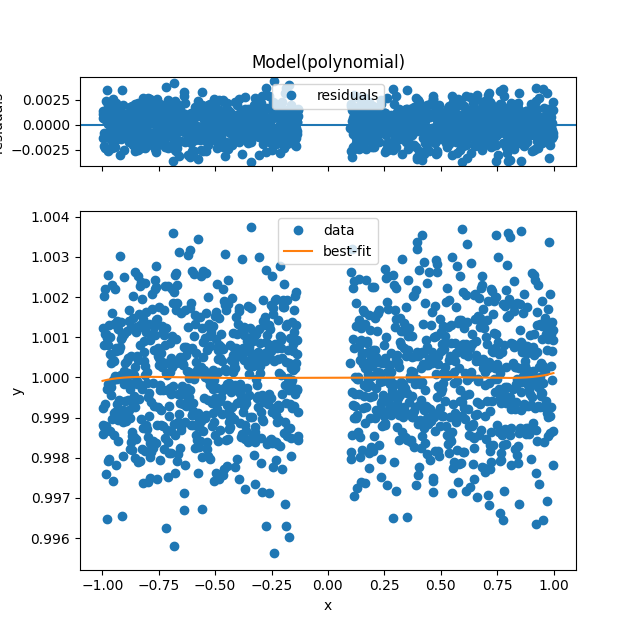 Model(polynomial)
residuals
0.0025
0.0000
−0.0025
residuals
1.004
1.003
1.002
1.001
1.000
0.999
0.998
0.997
0.996
y
data
best-fit
−1.00 −0.75 −0.50 −0.25 0.00 0.25 0.50 0.75 1.00
x